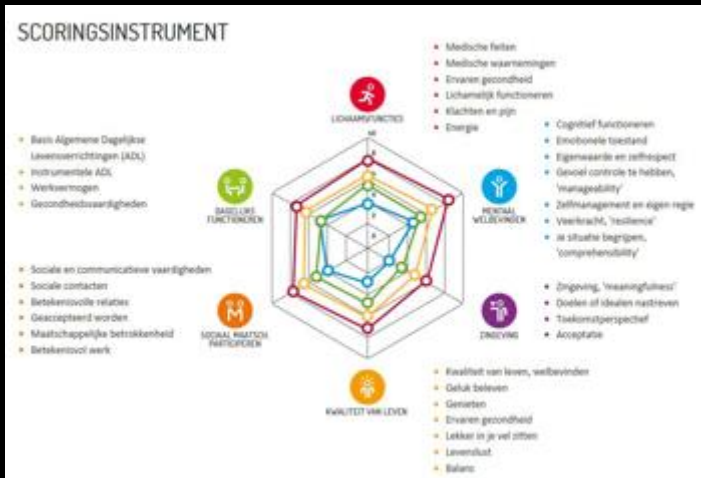 SCORINGSINSTRUMENT
Medische feiten
Medische waarnemingen
Ervaren gezondheid
Lichamelijk functioneren
Klachten en pijn
Energie
LICHAAMSFUNCTIES
Cognitief functioneren
Emotionele toestand
Eigenwaarde en zelfrespect
Gevoel controle te hebben,
'manageability'
Zelfmanagement en eigen regie
Veerkracht, 'resilience'
Je situatie begrijpen,
'comprehensibility'
MENTAAL
WELBEVINDEN
Basis Algemene Dagelijkse
Levensverrichtingen (ADL)
Instrumentele ADL
Werkvermogen
Gezondheidsvaardigheden
DAGELIJKS
FUNCTIONEREN
Sociale en communicatieve vaardigheden
Sociale contacten
Betekenisvolle relaties
Geaccepteerd worden
Maatschappelijke betrokkenheid
Betekenisvol werk
SOCIAAL MAATSCH.
PARTICIPEREN
Zingeving, 'meaningfulness'
Doelen of idealen nastreven
Toekomstperspectief
Acceptatie
ZINGEVING
KWALITEIT VAN LEVEN
Kwaliteit van leven, welbevinden
Geluk beleven
Genieten
Ervaren gezondheid
Lekker in je vel zitten
Levenslust
Balans